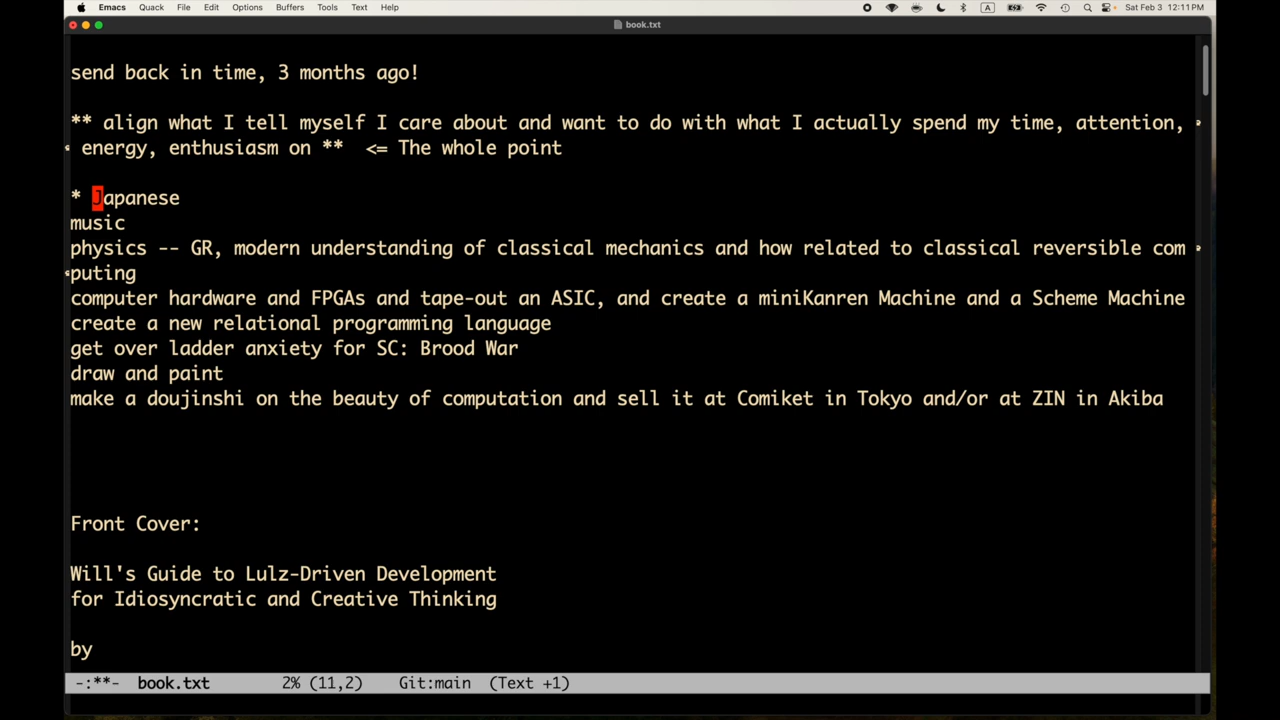 Emacs Quack File Edit Options Buffers Tools Text Help A Sat Feb 3 12:11 PM
book.txt
send back in time, 3 months ago!
** align what I tell myself I care about and want to do with what I actually spend my time, attention,
energy, enthusiasm on ** <= The whole point
* Japanese
music
physics -- GR, modern understanding of classical mechanics and how related to classical reversible com
puting
computer hardware and FPGAs and tape-out an ASIC, and create a miniKanren Machine and a Scheme Machine
create a new relational programming language
get over ladder anxiety for SC: Brood War
draw and paint
make a doujinshi on the beauty of computation and sell it at Comiket in Tokyo and/or at ZIN in Akiba
Front Cover:
Will's Guide to Lulz-Driven Development
for Idiosyncratic and Creative Thinking
by
-:**- book.txt 2% (11,2) Git:main (Text +1)